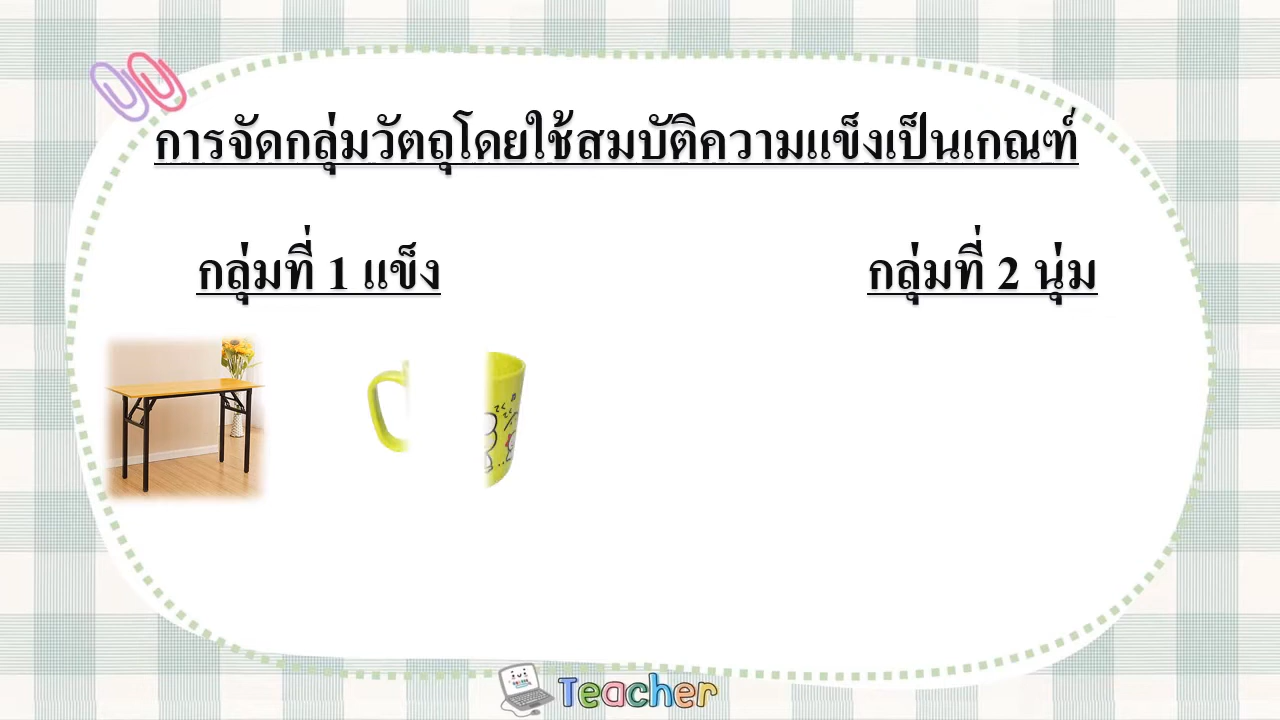 การจัดกลุ่มวัตถุโดยใช้สมบัติความแข็งเป็นเกณฑ์
กลุ่มที่ 1 แข็ง
กลุ่มที่ 2 นุ่ม
Teacher